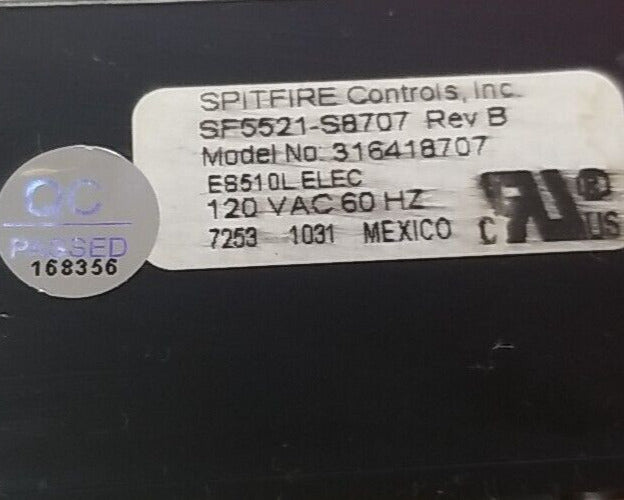 SPITFIRE Controls, Inc.
SF5521-S8707 Rev B
Model No: 316418707
ES510L ELEC
120 VAC 60 HZ
7253 1031 MEXICO
C RU ® US
QC
PASSED
168356